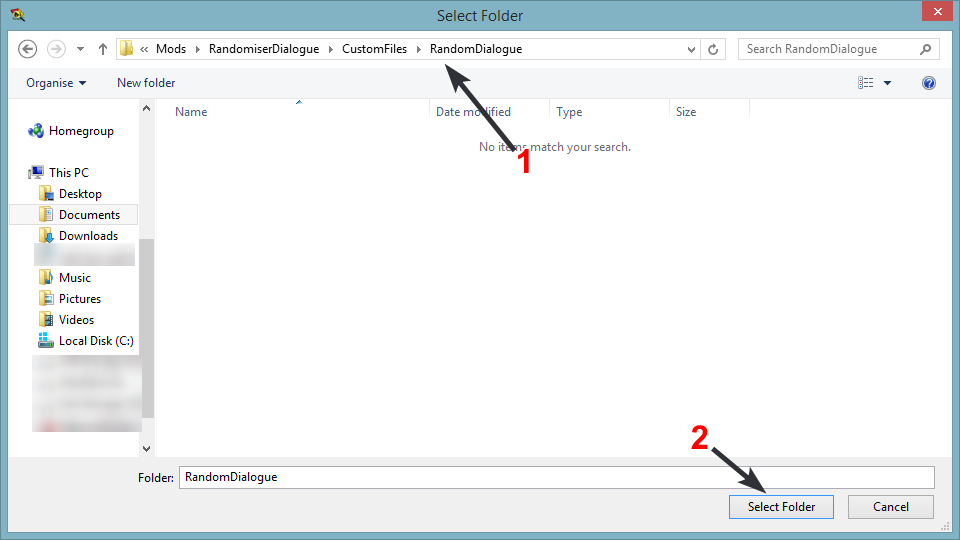 Select Folder
« Mods RandomiserDialogue CustomFiles RandomDialogue
Search RandomDialogue
Organise New folder
Name Date modified Type Size
No items match your search.
1
Homegroup
This PC
Desktop
Documents
Downloads
Music
Pictures
Videos
Local Disk (C:)
2
Folder: RandomDialogue
Select Folder Cancel